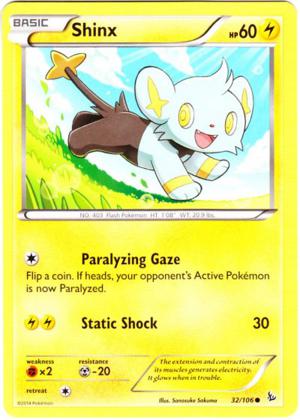 BASIC
Shinx HP60
NO. 403 Flash Pokémon HT. 1'08" WT. 20.9 lbs.
Paralyzing Gaze
Flip a coin. If heads, your opponent's Active Pokémon
is now Paralyzed.
Static Shock 30
weakness resistance
×2 -20
retreat
The extension and contraction
of its muscles generates electricity.
It glows when in trouble.
Illus. Sanosuke Sakuma 32/106
©2014 Pokémon